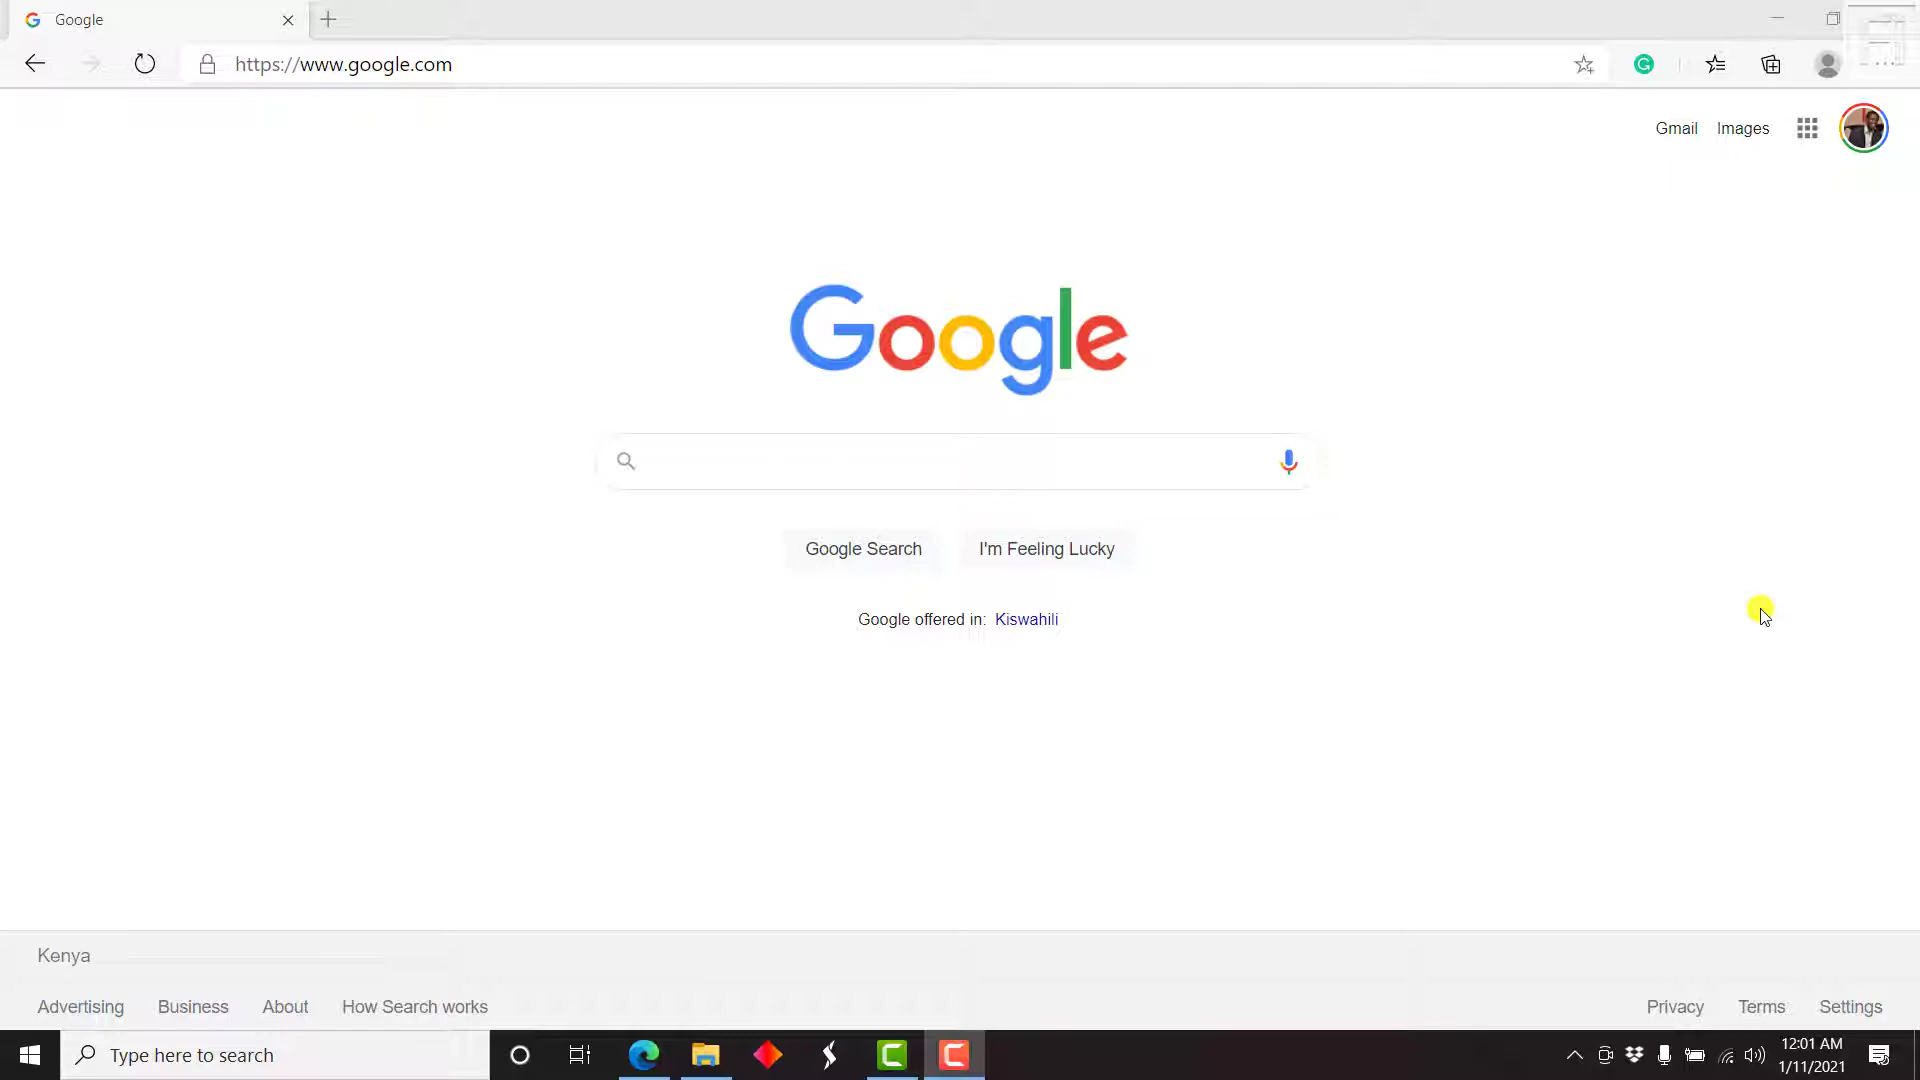 Google
https://www.google.com
Gmail Images
Google
Google Search I'm Feeling Lucky
Google offered in: Kiswahili
Kenya
Advertising Business About How Search works
Privacy Terms Settings
Type here to search
12:01 AM
1/11/2021